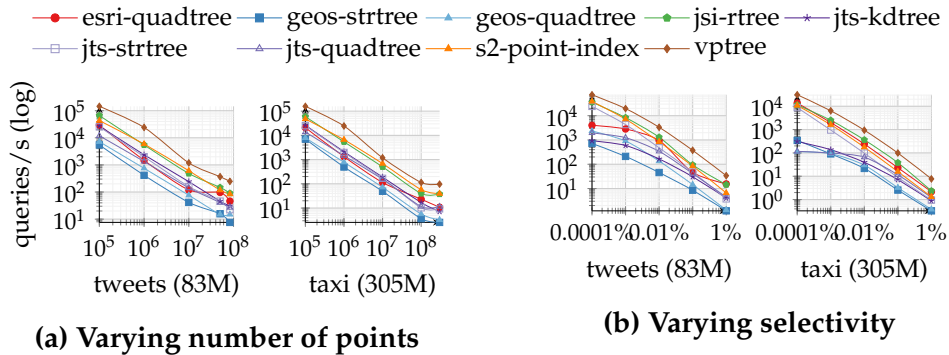 esri-quadtree geos-strtree geos-quadtree jsi-rtree jts-kdtree
jts-strtree jts-quadtree s2-point-index vptree
queries / s (log)
10^5
10^4
10^3
10^2
10^1
10^5 10^6 10^7 10^8
tweets (83M)
10^5
10^4
10^3
10^2
10^1
10^5 10^6 10^7 10^8
taxi (305M)
10^4
10^3
10^2
10^1
0.0001% 0.01% 1%
tweets (83M)
10^4
10^3
10^2
10^1
10^0
0.0001% 0.01% 1%
taxi (305M)
(a) Varying number of points
(b) Varying selectivity